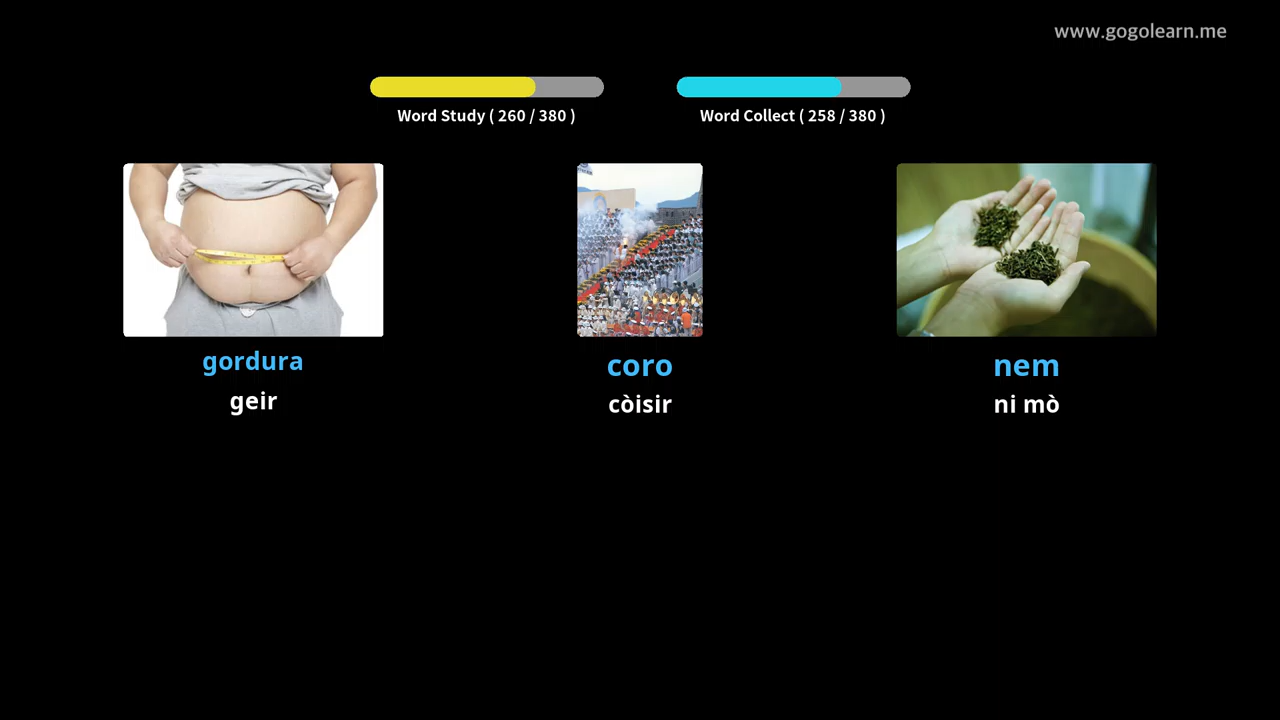 www.gogolearn.me
Word Study ( 260 / 380 )
Word Collect ( 258 / 380 )
gordura
geir
coro
còisir
nem
ni mò